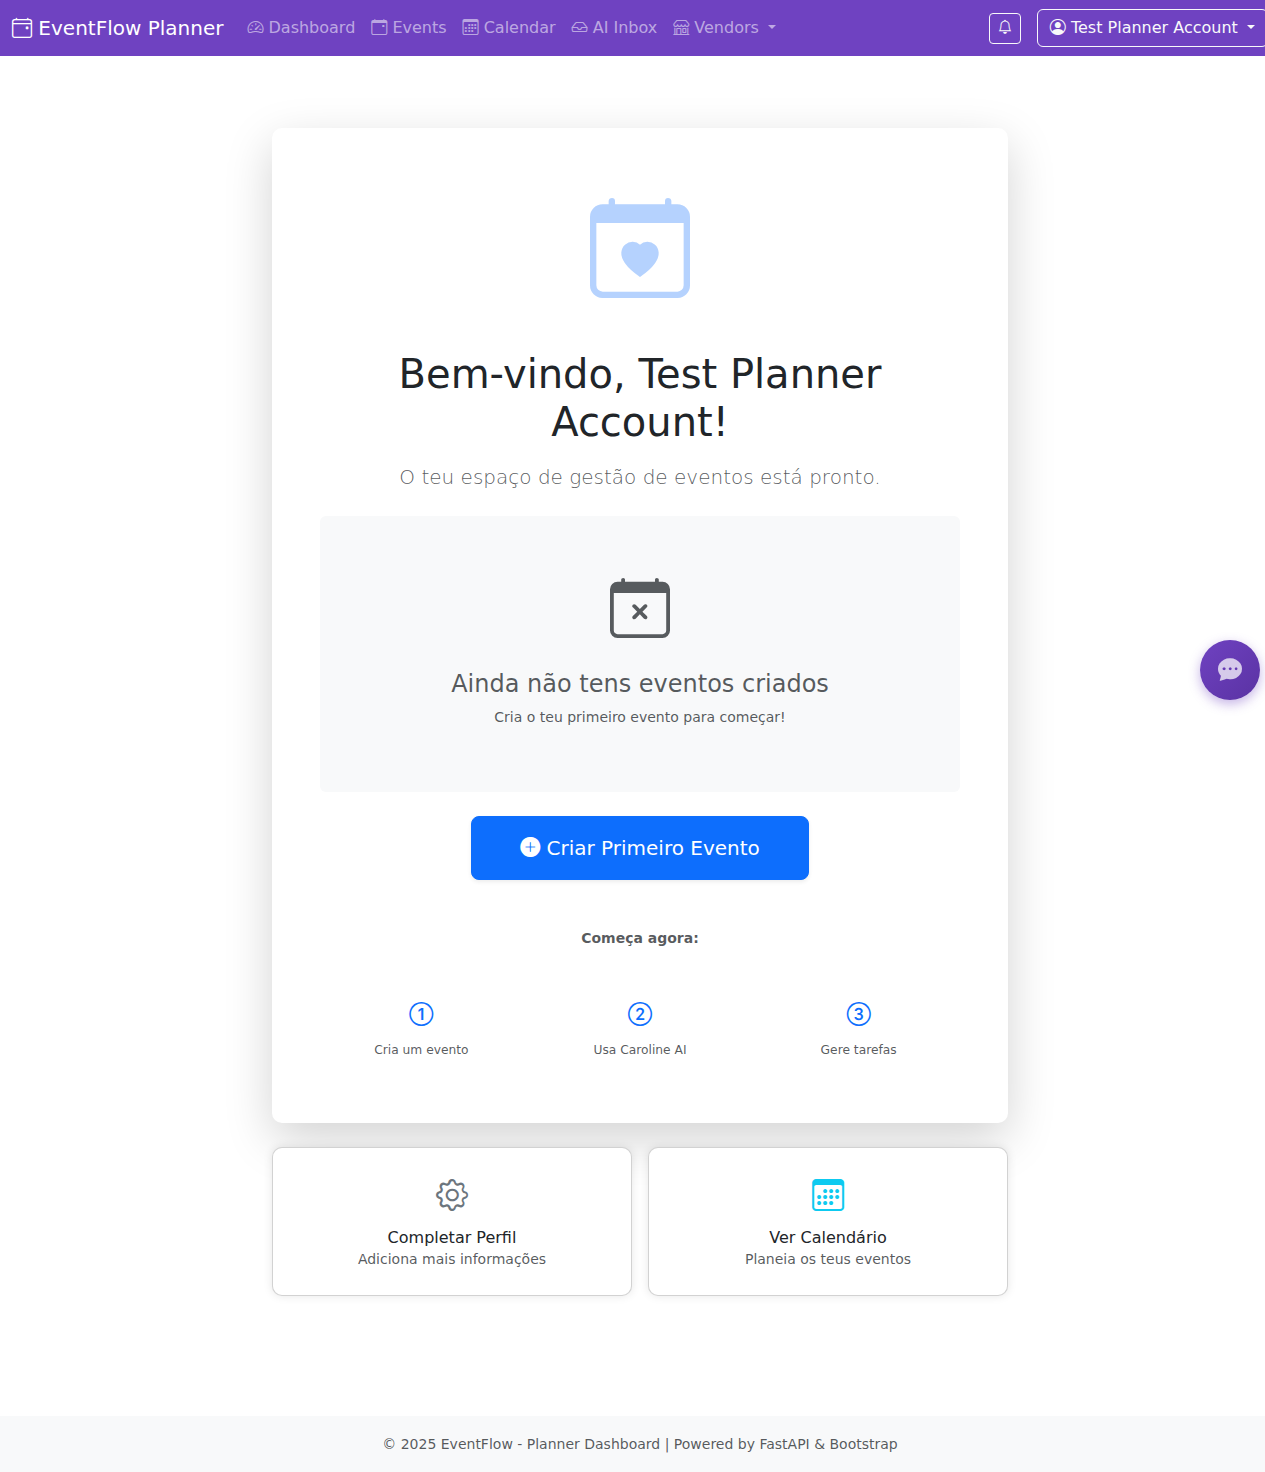 EventFlow Planner Dashboard Events Calendar AI Inbox Vendors Test Planner Account
Bem-vindo, Test Planner
Account!
O teu espaço de gestão de eventos está pronto.
Ainda não tens eventos criados
Cria o teu primeiro evento para começar!
Criar Primeiro Evento
Começa agora:
1 2 3
Cria um evento Usa Caroline AI Gere tarefas
Completar Perfil
Adiciona mais informações
Ver Calendário
Planeia os teus eventos
© 2025 EventFlow - Planner Dashboard | Powered by FastAPI & Bootstrap